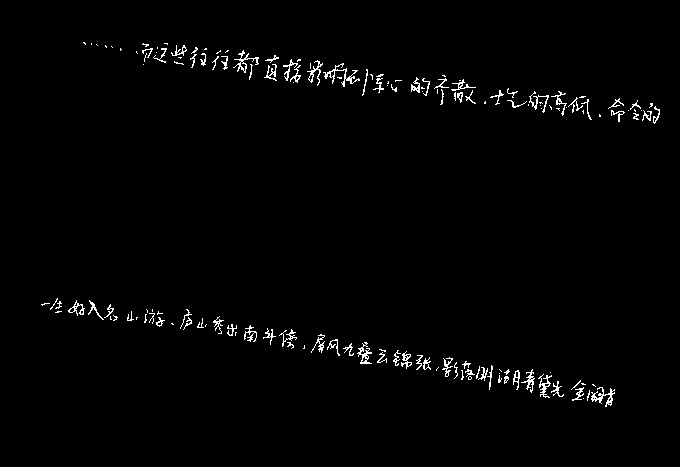 ……而这些往往都直接影响到军心的齐散、士气的高低、命令的
一生好入名山游、庐山秀出南斗傍,屏风九叠云锦张,影落明湖青黛光 金阙前